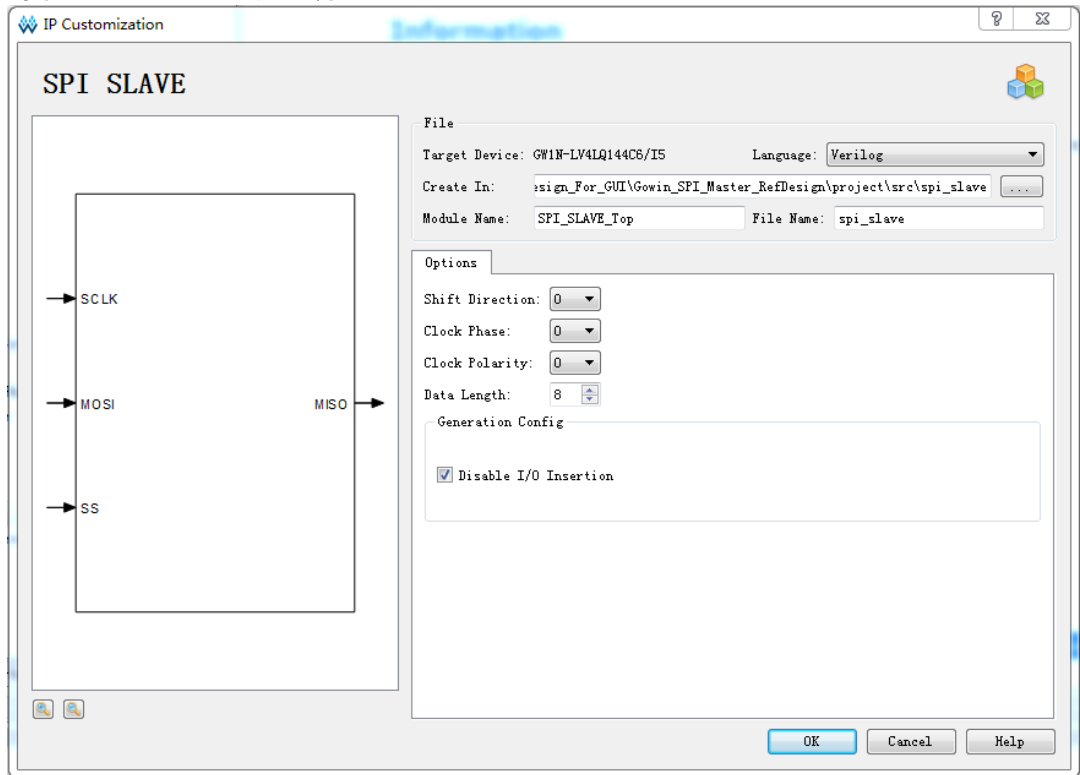 IP Customization
Information
SPI SLAVE
File
Target Device: GW1N-LV4LQ144C6/I5 Language: Verilog
Create In: esign_For_GUI\Gowin_SPI_Master_RefDesign\project\src\spi_slave ...
Module Name: SPI_SLAVE_Top File Name: spi_slave
Options
Shift Direction: 0
Clock Phase: 0
Clock Polarity: 0
Data Length: 8
Generation Config
Disable I/O Insertion
SCLK
MOSI MISO
SS
OK Cancel Help